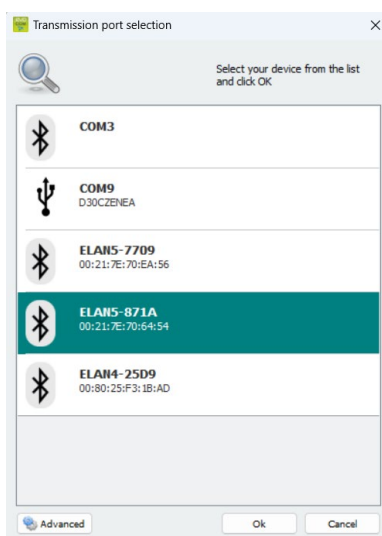 Transmission port selection
Select your device from the list
and click OK
COM3
COM9
D30CZENEA
ELAN5-7709
00:21:7E:70:EA:56
ELAN5-871A
00:21:7E:70:64:54
ELAN4-25D9
00:80:25:F3:1B:AD
Advanced
Ok
Cancel